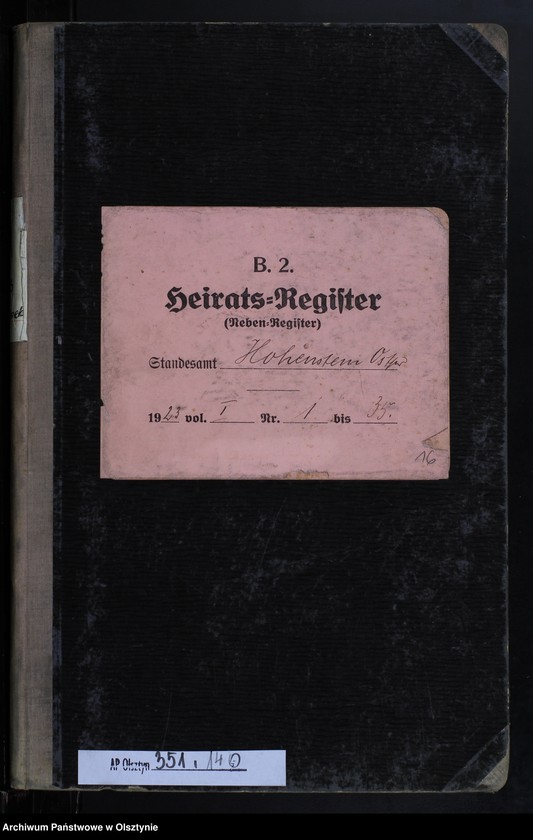 B. 2.
Heirats-Register
(Neben-Register)
Standesamt Hohenstein Ostpr
1923 vol. I Nr. 1 bis 35.
16
AP Olsztyn 351.
Archiwum Państwowe w Olsztynie